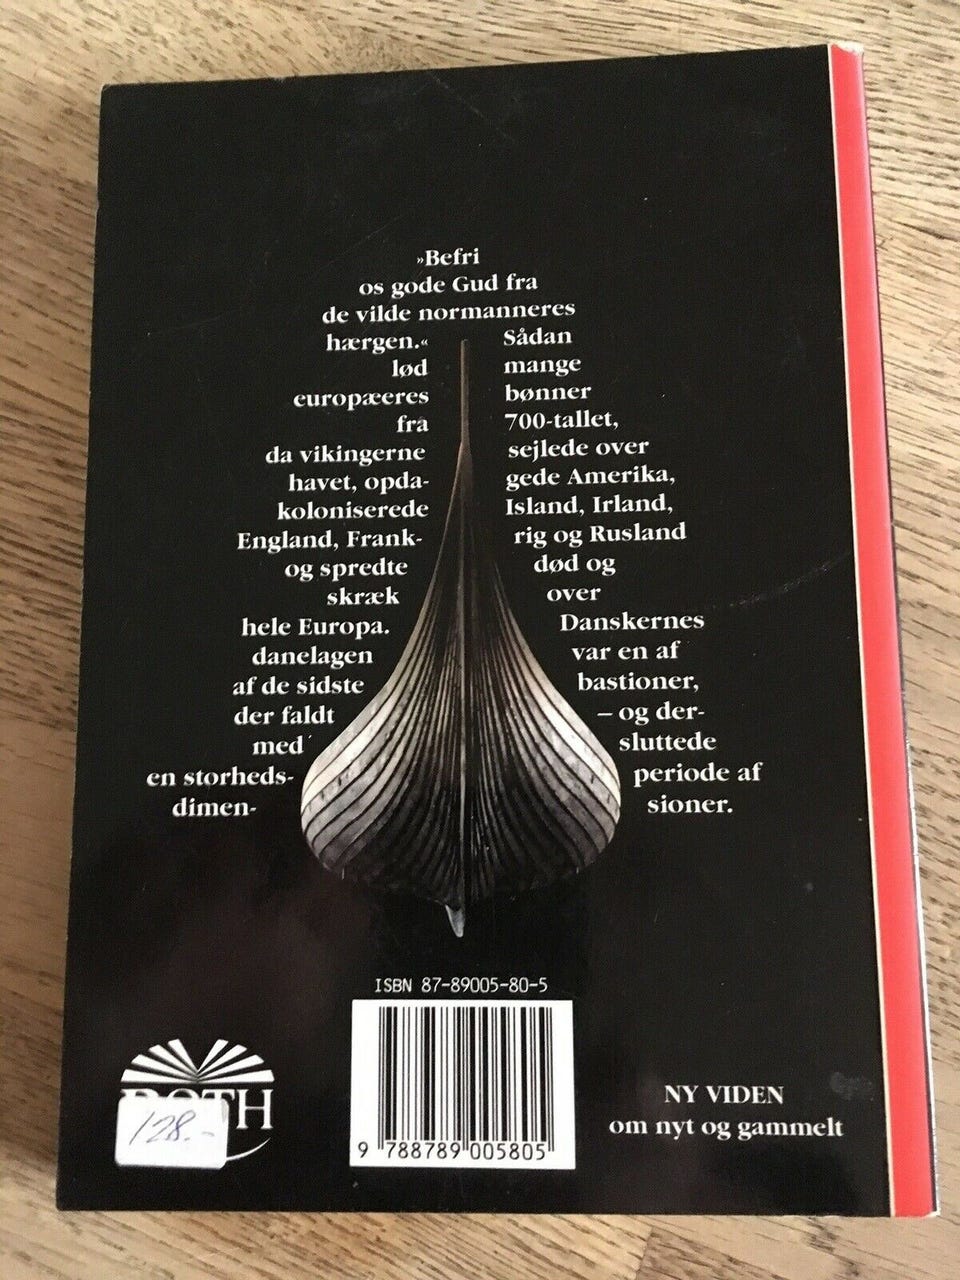 »Befri
os gode Gud fra
de vilde normanneres
hærgen.« Sådan
lød mange
europæeres bønner
fra 700-tallet,
da vikingerne sejlede over
havet, opda- gede Amerika,
koloniserede Island, Irland,
England, Frank- rig og Rusland
og spredte død og
skræk over
hele Europa. Danskernes
danelagen var en af
af de sidste bastioner,
der faldt – og der-
med sluttede
en storheds- periode af
dimen- sioner.
ISBN 87-89005-80-5
9 788789 005805
128.-
NY VIDEN
om nyt og gammelt